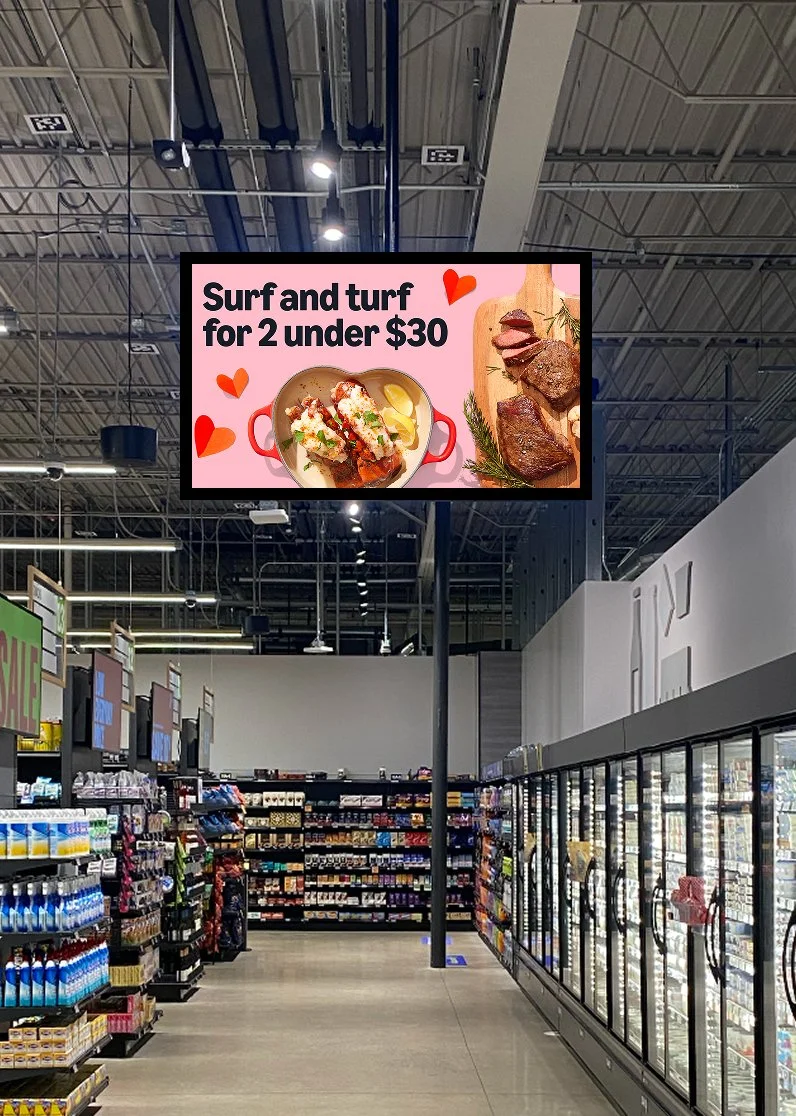 Surf and turf
for 2 under $30
SALE